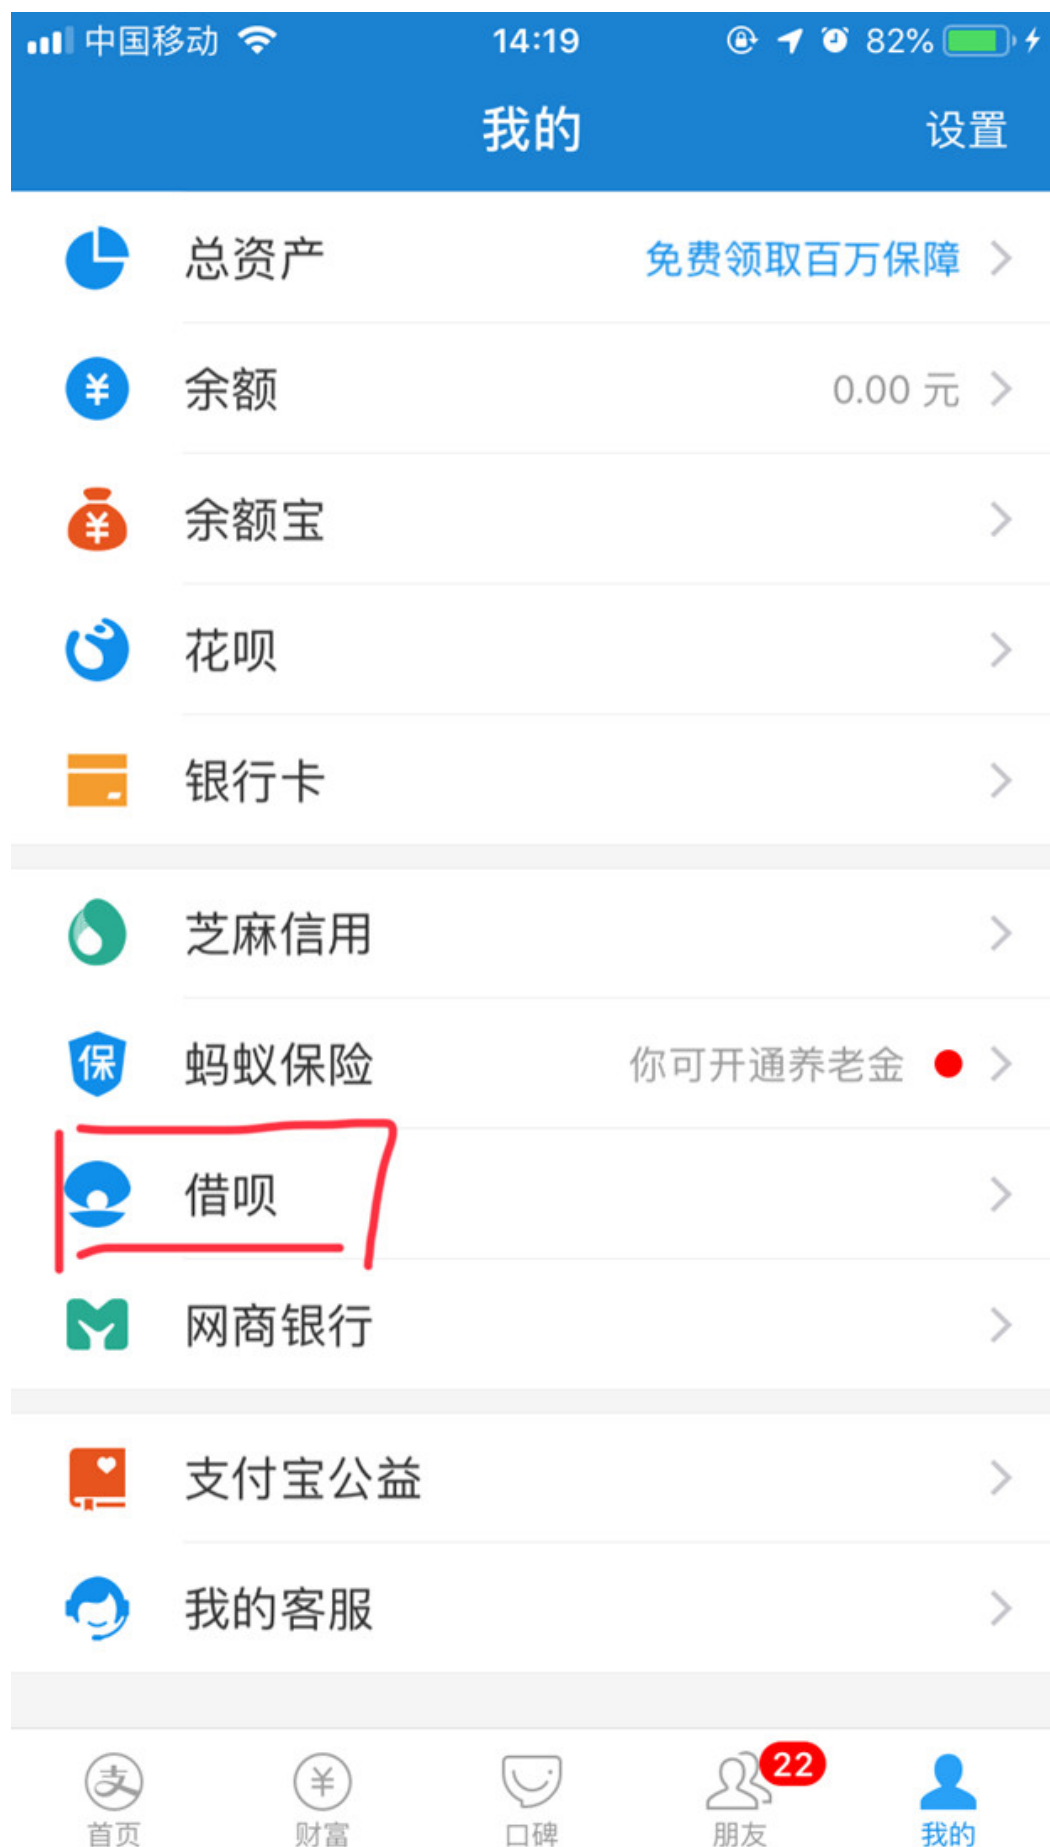 中国移动 14:19 82%
我的 设置
总资产 免费领取百万保障
¥ 余额 0.00 元
¥ 余额宝
花呗
银行卡
芝麻信用
保 蚂蚁保险 你可开通养老金
借呗
网商银行
支付宝公益
我的客服
支 ¥ 22
首页 财富 口碑 朋友 我的